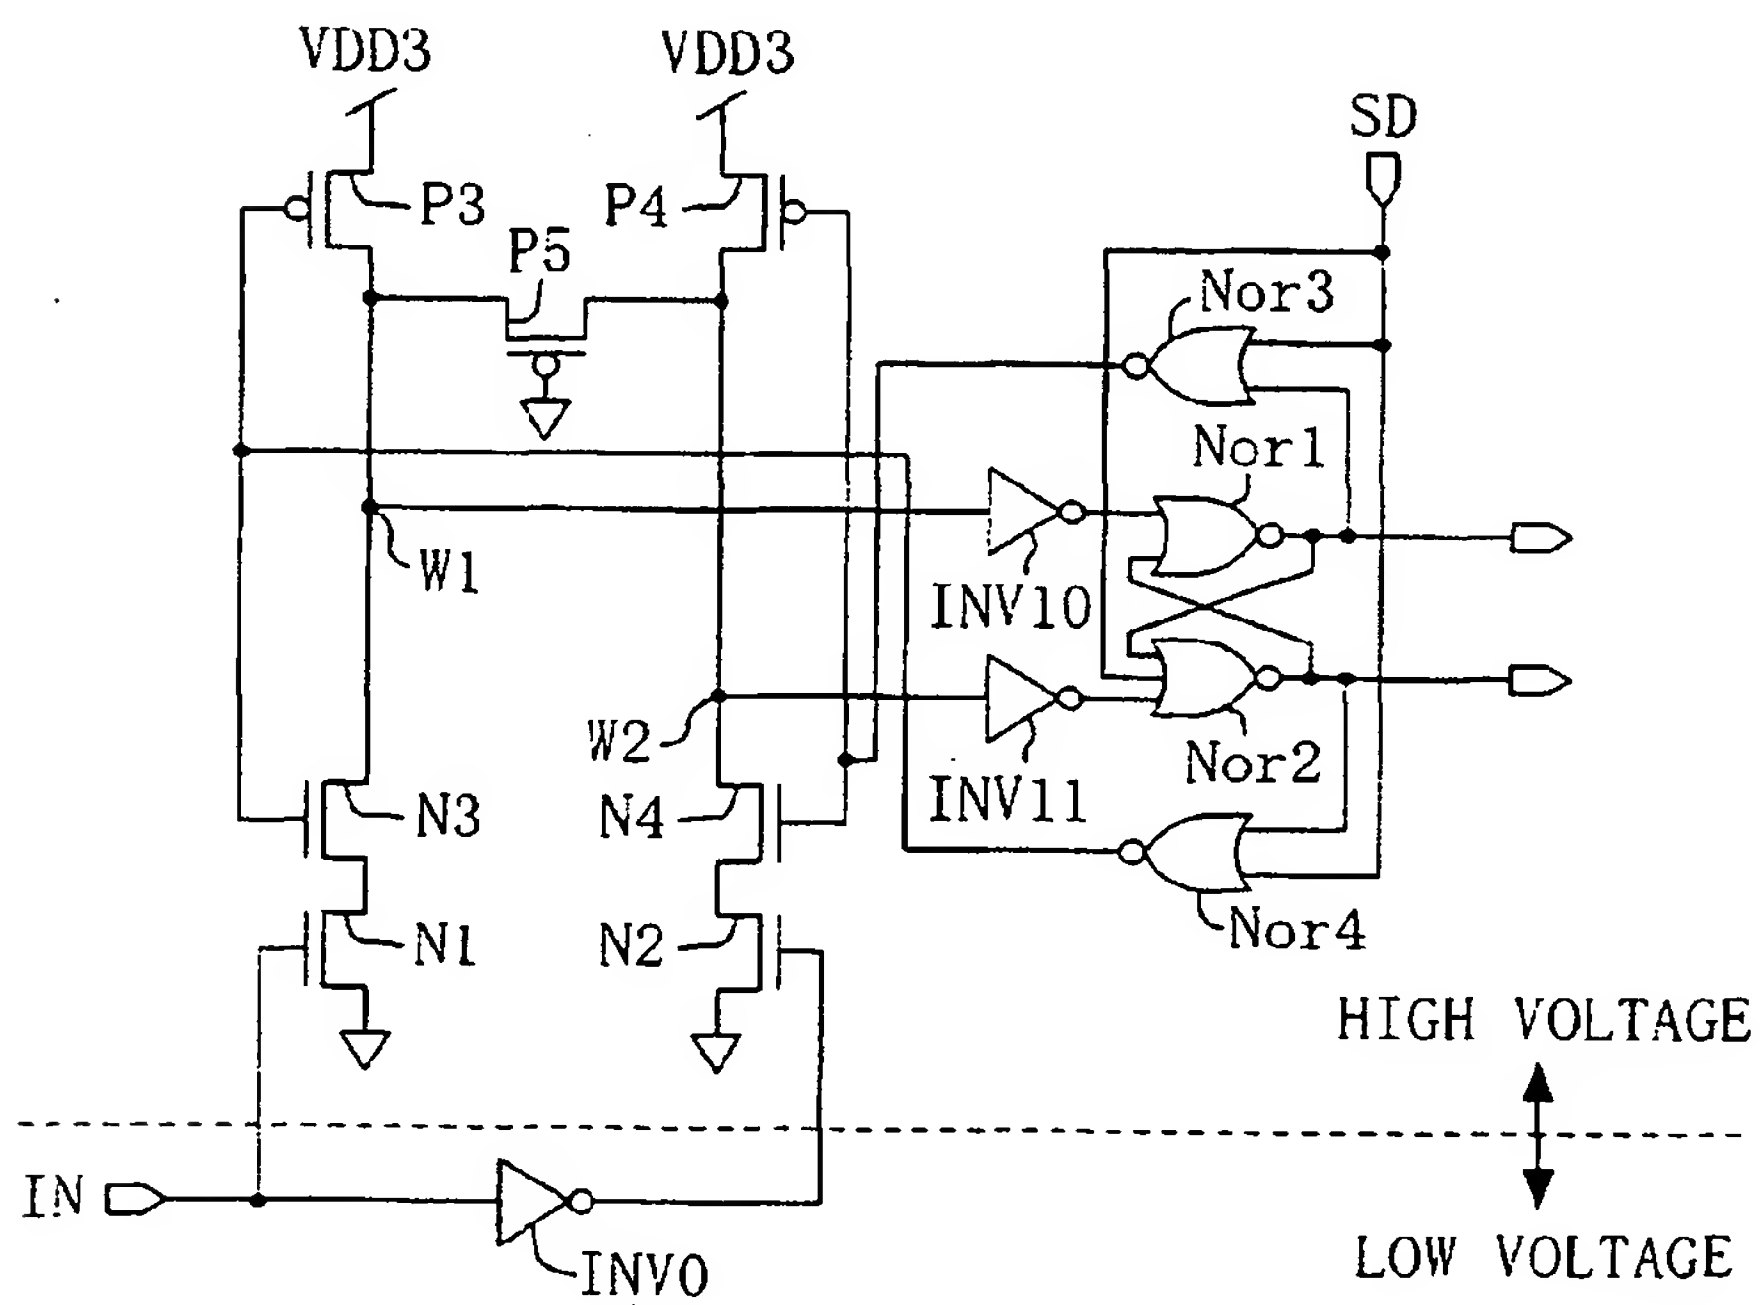 VDD3
VDD3
SD
P3
P4
P5
Nor3
Nor1
W1
INV10
W2
Nor2
INV11
N3
N4
Nor4
N1
N2
HIGH VOLTAGE
IN
INV0
LOW VOLTAGE